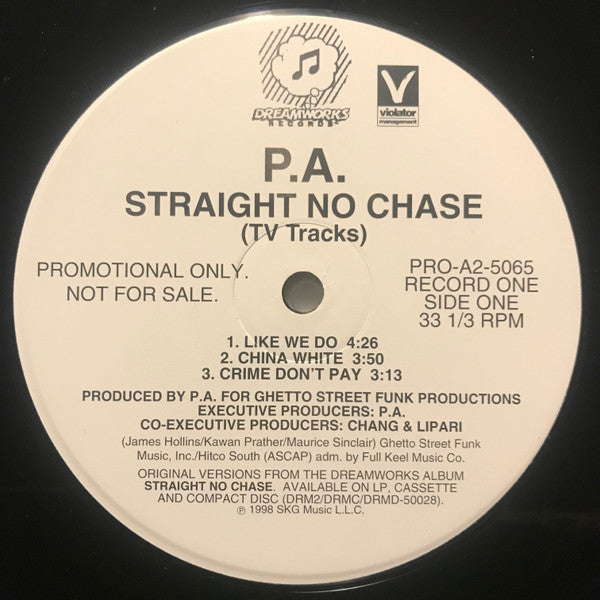 DREAMWORKS
RECORDS
V
violator
management
P.A.
STRAIGHT NO CHASE
(TV Tracks)
PROMOTIONAL ONLY.
NOT FOR SALE.
PRO-A2-5065
RECORD ONE
SIDE ONE
33 1/3 RPM
1. LIKE WE DO 4:26
2. CHINA WHITE 3:50
3. CRIME DON'T PAY 3:13
PRODUCED BY P.A. FOR GHETTO STREET FUNK PRODUCTIONS
EXECUTIVE PRODUCERS: P.A.
CO-EXECUTIVE PRODUCERS: CHANG & LIPARI
(James Hollins/Kawan Prather/Maurice Sinclair) Ghetto Street Funk
Music, Inc./Hitco South (ASCAP) adm. by Full Keel Music Co.
ORIGINAL VERSIONS FROM THE DREAMWORKS ALBUM
STRAIGHT NO CHASE. AVAILABLE ON LP, CASSETTE
AND COMPACT DISC (DRM2/DRMC/DRMD-50028).
℗ 1998 SKG Music L.L.C.